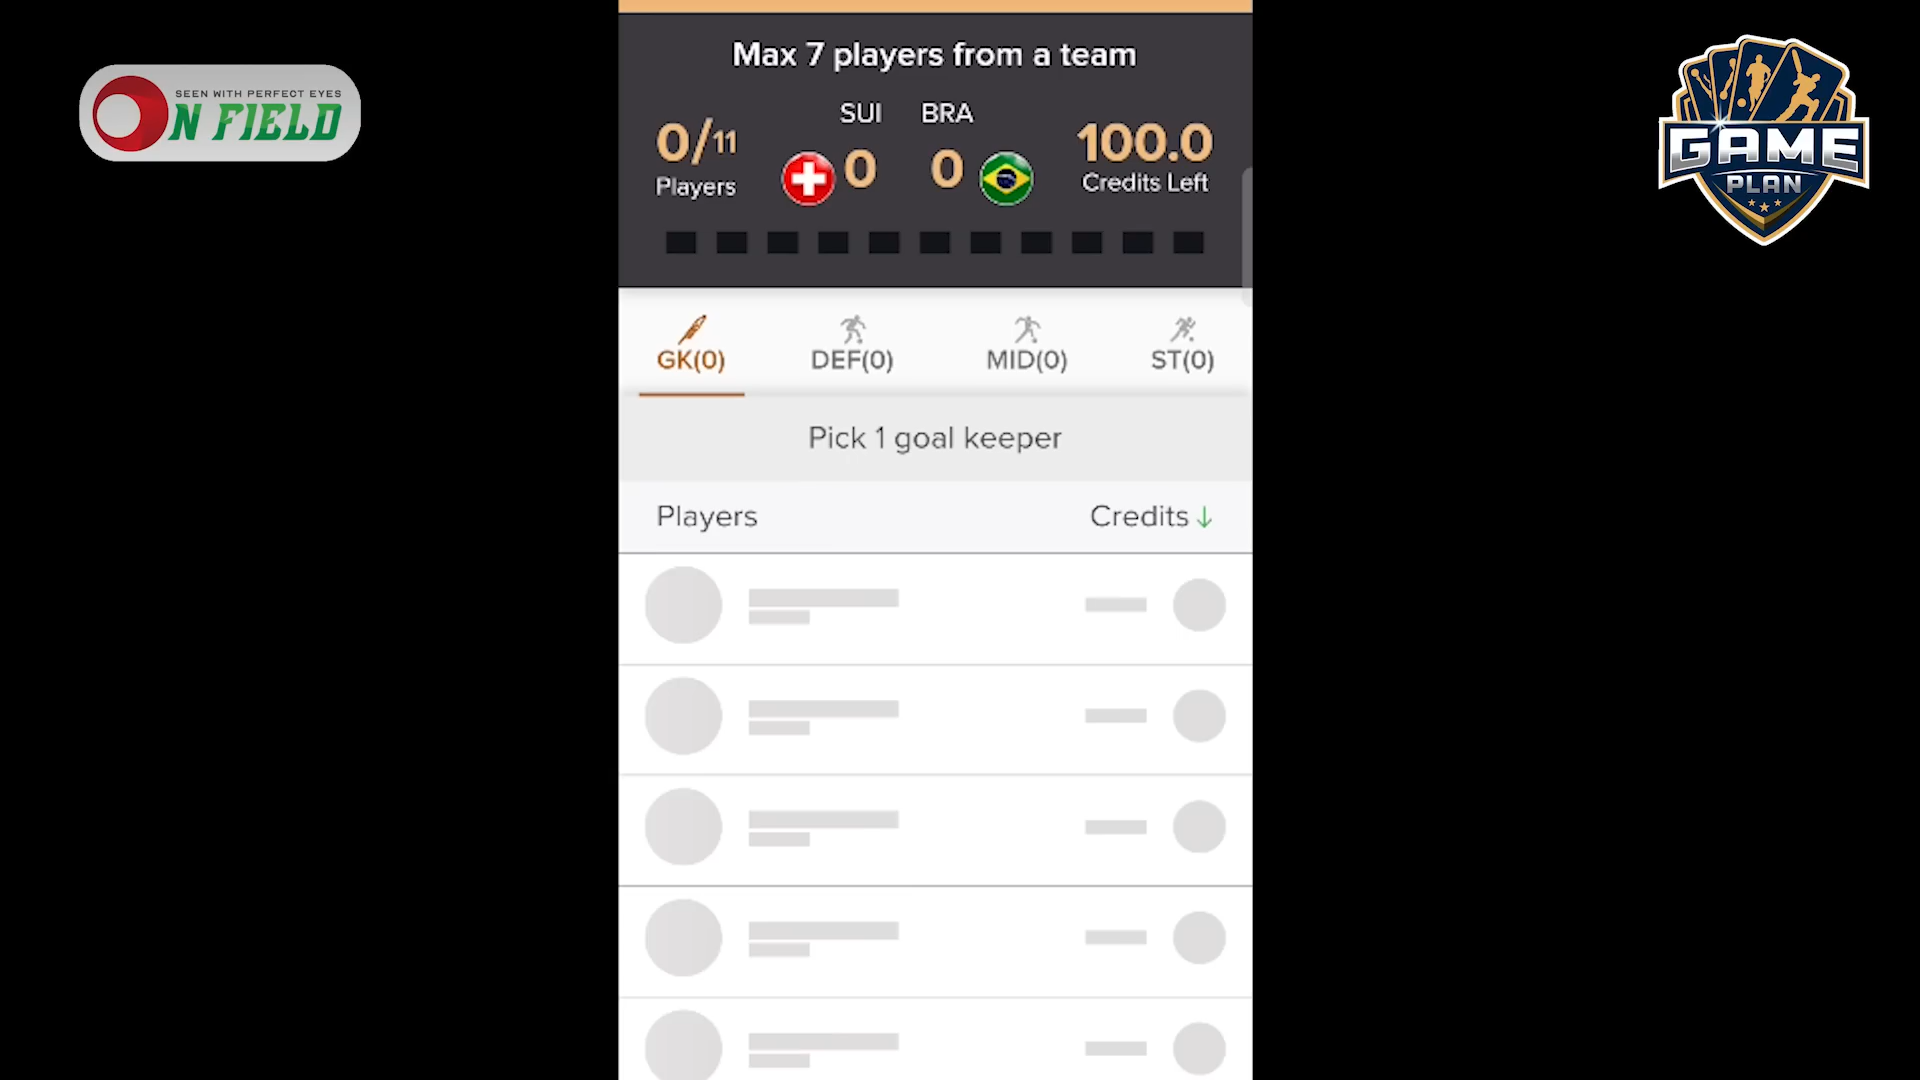 SEEN WITH PERFECT EYES
ON FIELD
GAME
PLAN
Max 7 players from a team
0/11
Players
SUI
0
BRA
0
100.0
Credits Left
GK(0)
DEF(0)
MID(0)
ST(0)
Pick 1 goal keeper
Players
Credits ↓